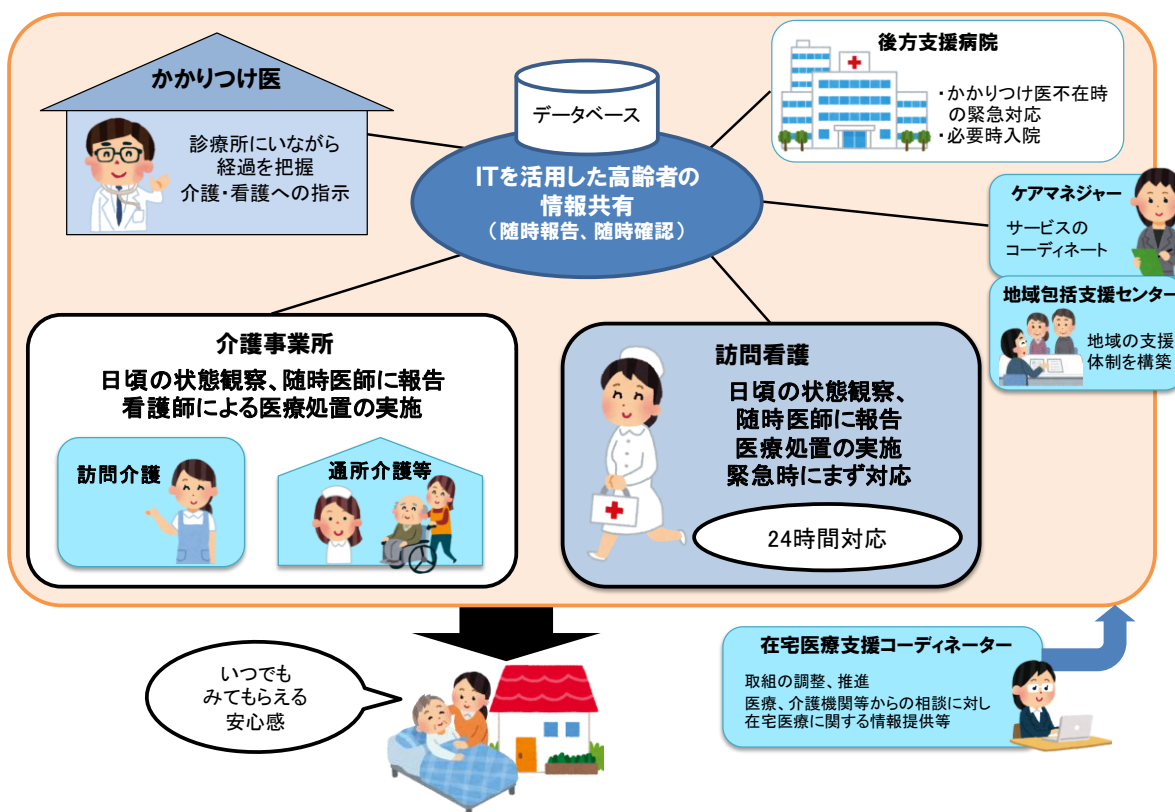 かかりつけ医
診療所にいながら
経過を把握
介護・看護への指示
データベース
ITを活用した高齢者の
情報共有
（随時報告、随時確認）
後方支援病院
・かかりつけ医不在時
の緊急対応
・必要時入院
ケアマネジャー
サービスの
コーディネート
地域包括支援センター
地域の支援
体制を構築
介護事業所
日頃の状態観察、随時医師に報告
看護師による医療処置の実施
訪問介護
通所介護等
訪問看護
日頃の状態観察、
随時医師に報告
医療処置の実施
緊急時にまず対応
24時間対応
いつでも
みてもらえる
安心感
在宅医療支援コーディネーター
取組の調整、推進
医療、介護機関等からの相談に対し
在宅医療に関する情報提供等